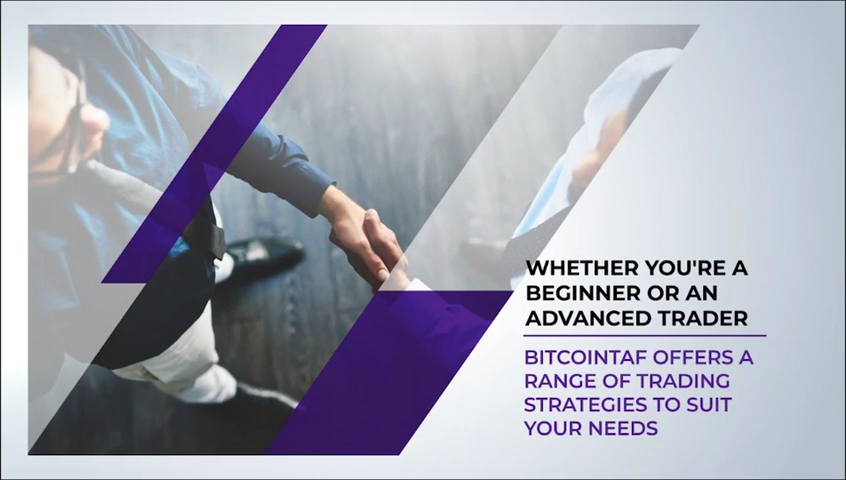 WHETHER YOU'RE A
BEGINNER OR AN
ADVANCED TRADER
BITCOINTAF OFFERS A
RANGE OF TRADING
STRATEGIES TO SUIT
YOUR NEEDS